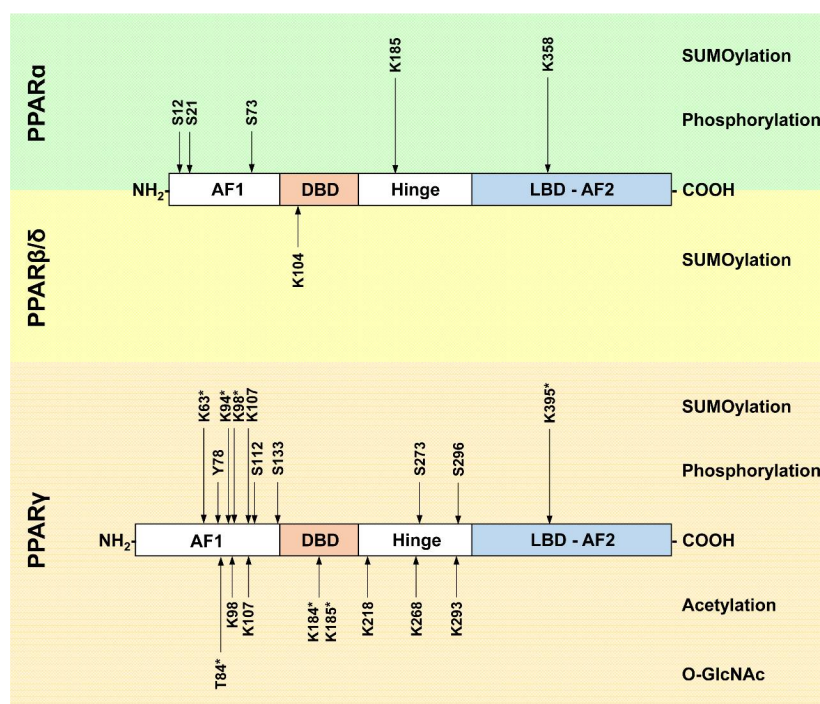 PPARα
SUMOylation
K185
K358
Phosphorylation
S12
S21
S73
NH2-
AF1
DBD
Hinge
LBD - AF2
- COOH
PPARβ/δ
K104
SUMOylation
PPARγ
K63*
K94*
K98*
K107
K395*
SUMOylation
Y78
S112
S133
S273
S296
Phosphorylation
NH2-
AF1
DBD
Hinge
LBD - AF2
- COOH
K98
K107
K184*
K185*
K218
K268
K293
Acetylation
T84*
O-GlcNAc